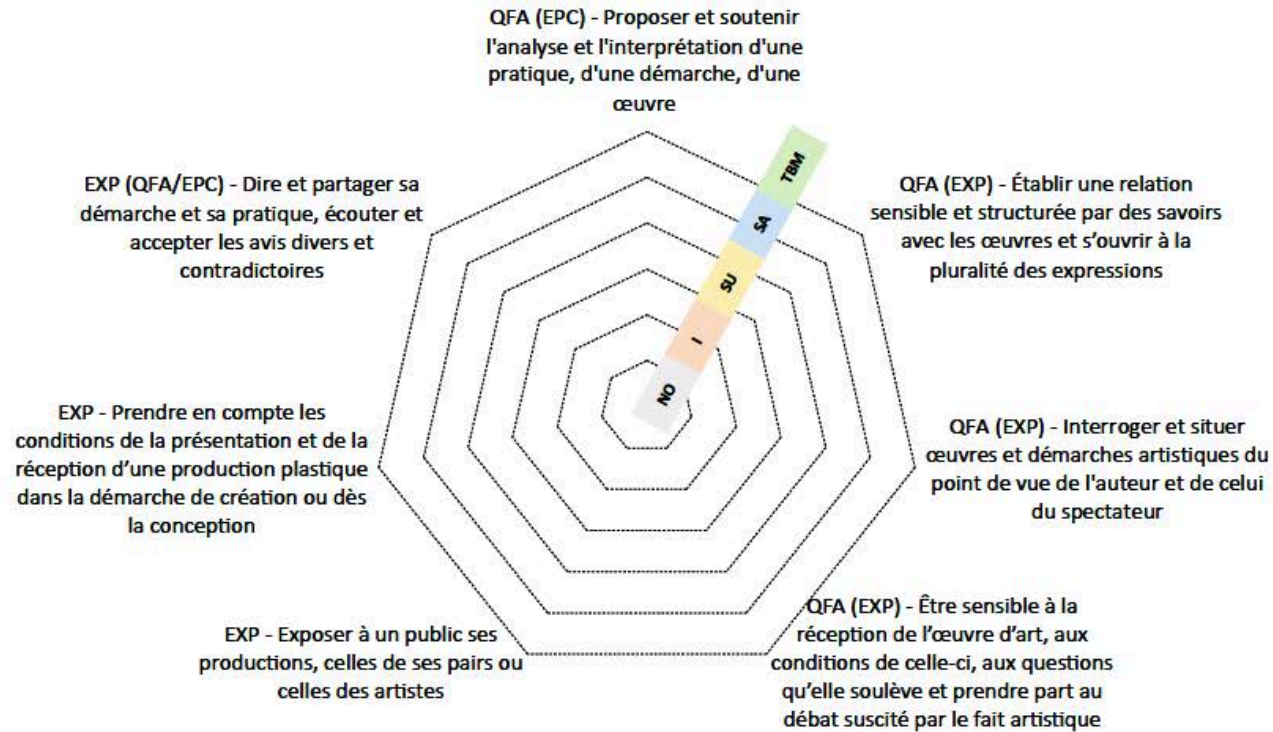 QFA (EPC) - Proposer et soutenir
l'analyse et l'interprétation d'une
pratique, d'une démarche, d'une
œuvre
TBM
SA
SU
I
NO
QFA (EXP) - Établir une relation
sensible et structurée par des savoirs
avec les œuvres et s’ouvrir à la
pluralité des expressions
QFA (EXP) - Interroger et situer
œuvres et démarches artistiques du
point de vue de l'auteur et de celui
du spectateur
QFA (EXP) - Être sensible à la
réception de l’œuvre d’art, aux
conditions de celle-ci, aux questions
qu’elle soulève et prendre part au
débat suscité par le fait artistique
EXP - Exposer à un public ses
productions, celles de ses pairs ou
celles des artistes
EXP - Prendre en compte les
conditions de la présentation et de la
réception d’une production plastique
dans la démarche de création ou dès
la conception
EXP (QFA/EPC) - Dire et partager sa
démarche et sa pratique, écouter et
accepter les avis divers et
contradictoires